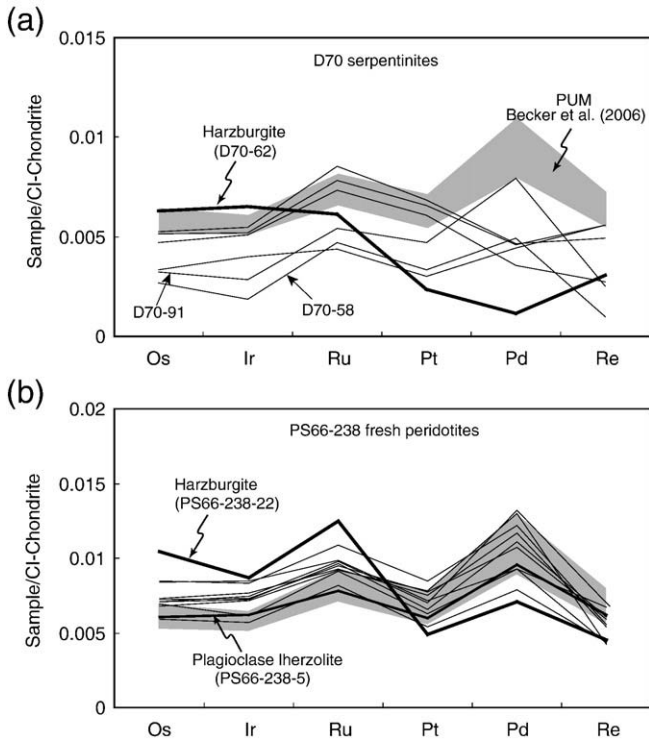 (a)
0.015
D70 serpentinites
PUM
Becker et al. (2006)
Harzburgite
(D70-62)
0.01
Sample/CI-Chondrite
0.005
D70-91
D70-58
0
Os Ir Ru Pt Pd Re
(b)
0.02
PS66-238 fresh peridotites
Harzburgite
(PS66-238-22)
0.015
Sample/CI-Chondrite
0.01
0.005
Plagioclase lherzolite
(PS66-238-5)
0
Os Ir Ru Pt Pd Re